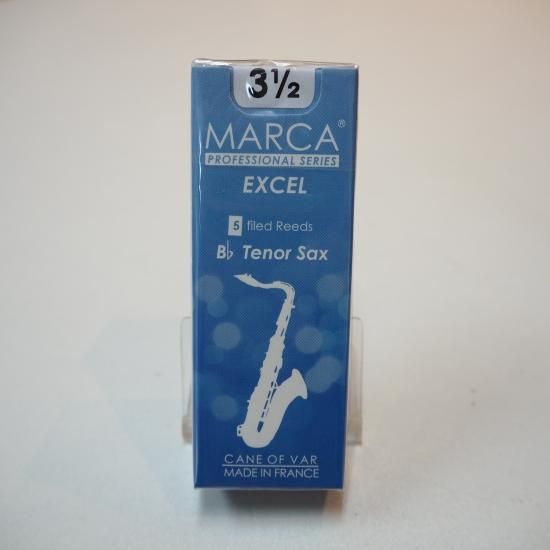 3½
MARCA®
PROFESSIONAL SERIES
EXCEL
5 filed Reeds
B♭ Tenor Sax
CANE OF VAR
MADE IN FRANCE